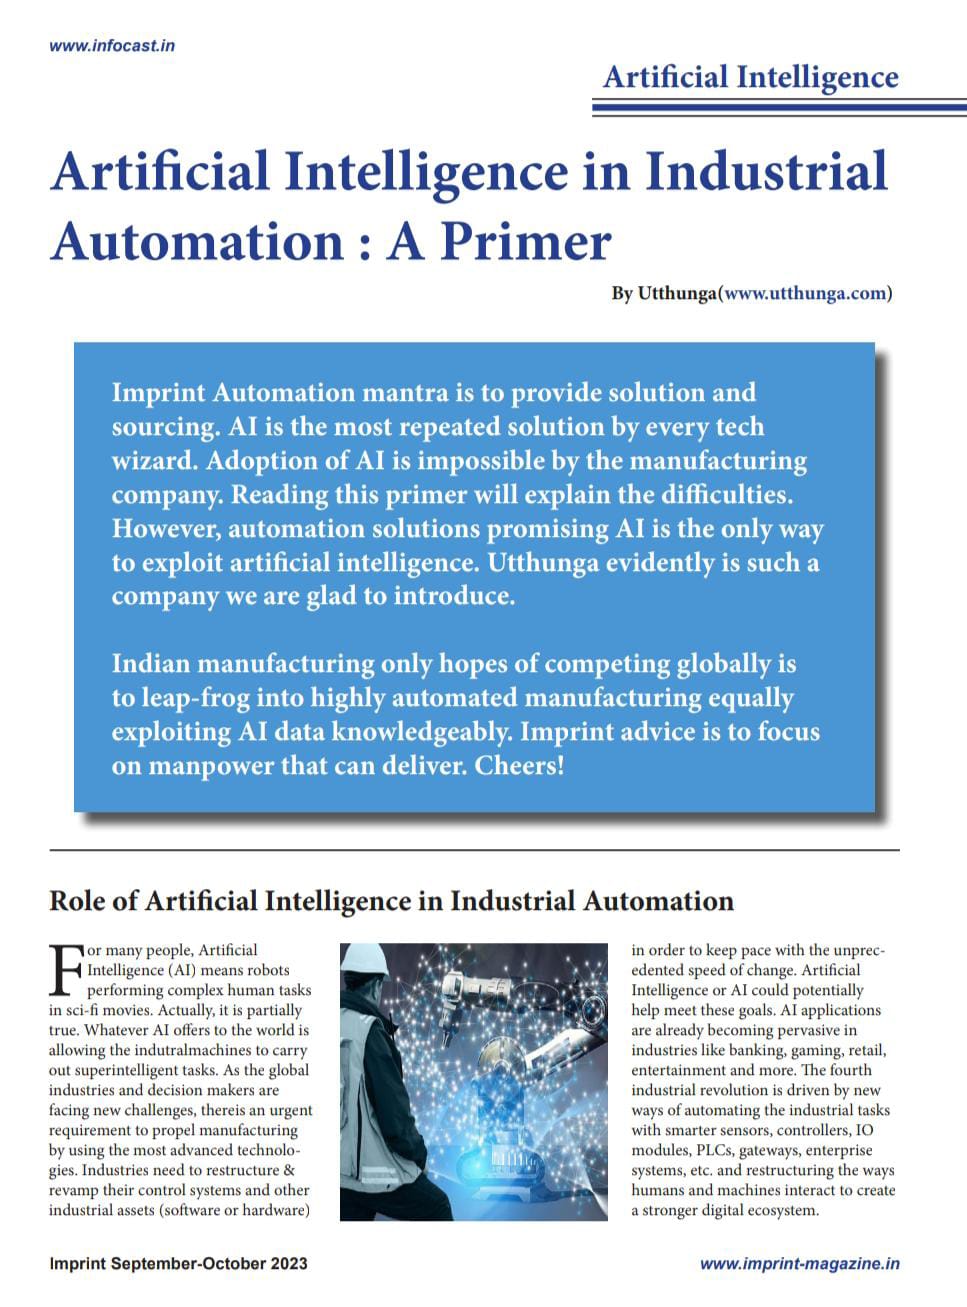 www.infocast.in
Artificial Intelligence
Artificial Intelligence in Industrial
Automation : A Primer
By Utthunga(www.utthunga.com)
Imprint Automation mantra is to provide solution and
sourcing. AI is the most repeated solution by every tech
wizard. Adoption of AI is impossible by the manufacturing
company. Reading this primer will explain the difficulties.
However, automation solutions promising AI is the only way
to exploit artificial intelligence. Utthunga evidently is such a
company we are glad to introduce.
Indian manufacturing only hopes of competing globally is
to leap-frog into highly automated manufacturing equally
exploiting AI data knowledgeably. Imprint advice is to focus
on manpower that can deliver. Cheers!
Role of Artificial Intelligence in Industrial Automation
For many people, Artificial
Intelligence (AI) means robots
performing complex human tasks
in sci-fi movies. Actually, it is partially
true. Whatever AI offers to the world is
allowing the indutralmachines to carry
out superintelligent tasks. As the global
industries and decision makers are
facing new challenges, thereis an urgent
requirement to propel manufacturing
by using the most advanced technolo-
gies. Industries need to restructure &
revamp their control systems and other
industrial assets (software or hardware)
in order to keep pace with the unprec-
edented speed of change. Artificial
Intelligence or AI could potentially
help meet these goals. AI applications
are already becoming pervasive in
industries like banking, gaming, retail,
entertainment and more. The fourth
industrial revolution is driven by new
ways of automating the industrial tasks
with smarter sensors, controllers, IO
modules, PLCs, gateways, enterprise
systems, etc. and restructuring the ways
humans and machines interact to create
a stronger digital ecosystem.
Imprint September-October 2023
www.imprint-magazine.in